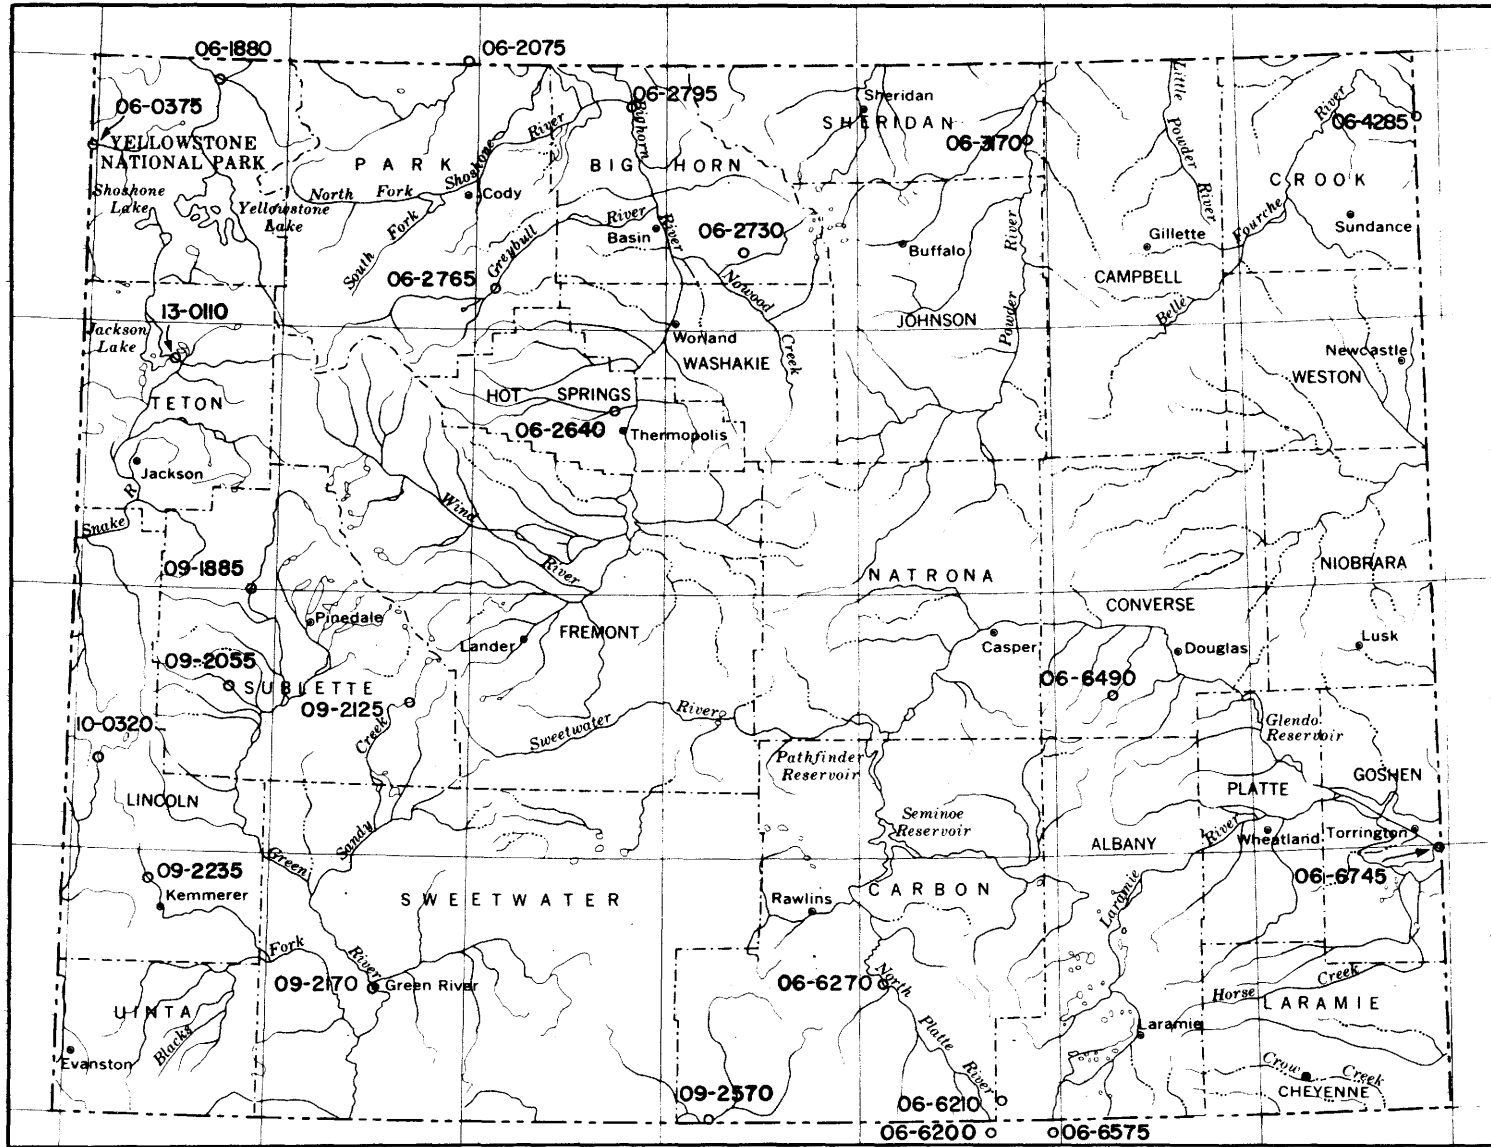 06-1880
06-2075
06-0375
YELLOWSTONE
NATIONAL PARK
Shoshone
Lake
Yellowstone
Lake
PARK
North Fork Shoshone River
South Fork
Cody
06-2795
Bighorn
River
BIG HORN
Greybull River
Basin
06-2730
06-2765
Nowood
Creek
Sheridan
SHERIDAN
06-3170
Little
Powder
River
06-4285
CROOK
Belle Fourche River
Sundance
Gillette
CAMPBELL
Buffalo
JOHNSON
Powder River
13-0110
Jackson
Lake
TETON
Jackson
Snake R
Worland
WASHAKIE
HOT SPRINGS
06-2640
Thermopolis
Newcastle
WESTON
Wind
River
09-1885
Pinedale
Lander
FREMONT
NATRONA
CONVERSE
NIOBRARA
Casper
Douglas
Lusk
09-2055
SUBLETTE
09-2125
10-0320
Creek
Sandy
Sweetwater River
06-6490
Glendo
Reservoir
Pathfinder
Reservoir
GOSHEN
PLATTE
LINCOLN
Seminoe
Reservoir
ALBANY
Laramie River
Wheatland
Torrington
06-6745
Green
River
09-2235
Kemmerer
SWEETWATER
Rawlins
CARBON
Blacks Fork
09-2170
Green River
06-6270
North
Platte
River
UINTA
Evanston
Horse Creek
LARAMIE
Laramie
Crow Creek
CHEYENNE
09-2570
06-6210
06-6200
06-6575